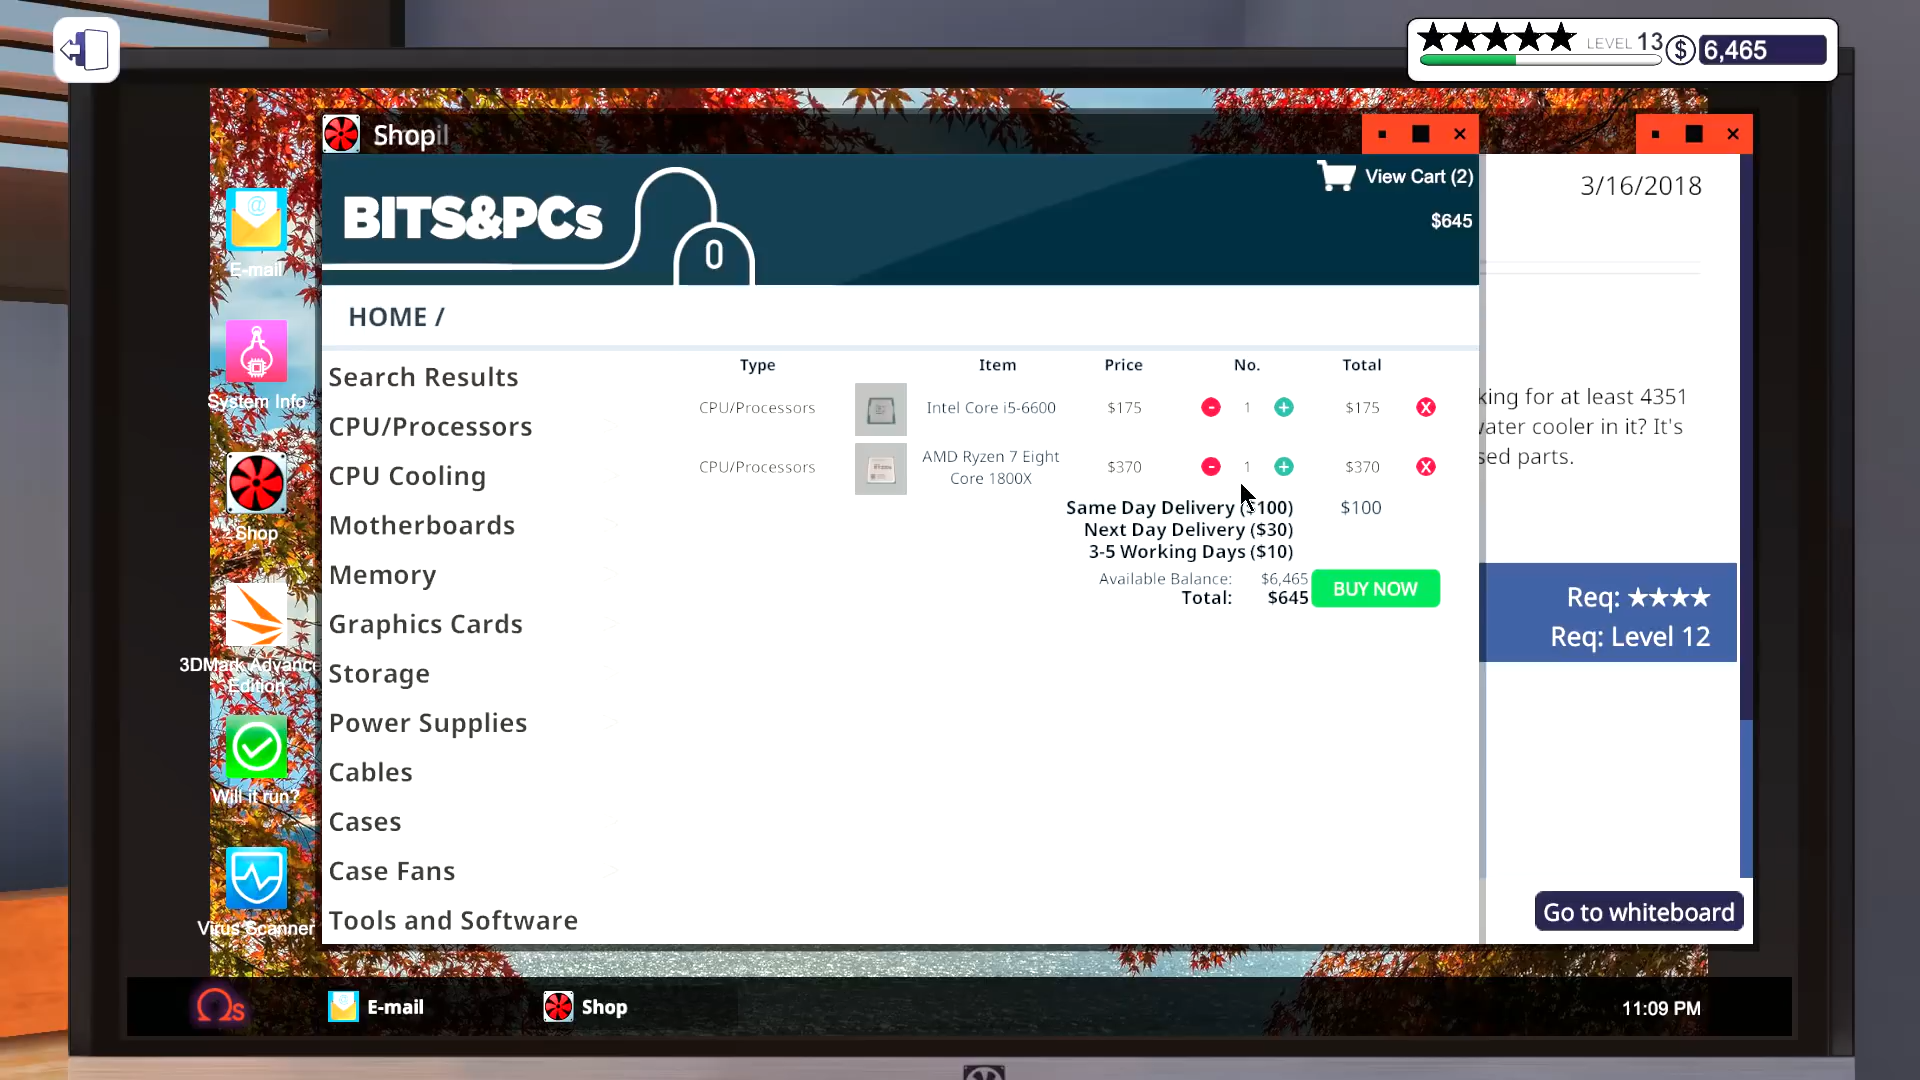 LEVEL 13
$ 6,465
Shop
View Cart (2)
$645
BITS&PCs
3/16/2018
HOME /
Type Item Price No. Total
Search Results
CPU/Processors
CPU Cooling
Motherboards
Memory
Graphics Cards
Storage
Power Supplies
Cables
Cases
Case Fans
Tools and Software
CPU/Processors Intel Core i5-6600 $175 - 1 + $175 X
CPU/Processors AMD Ryzen 7 Eight Core 1800X $370 - 1 + $370 X
Same Day Delivery ($100) $100
Next Day Delivery ($30)
3-5 Working Days ($10)
Available Balance: $6,465
Total: $645
BUY NOW
king for at least 4351
water cooler in it? It's
sed parts.
Req: ★★★★
Req: Level 12
Go to whiteboard
E-mail
System Info
Shop
3DMark Advance
Edition
Will it run?
Virus Scanner
Ωs
E-mail
Shop
11:09 PM